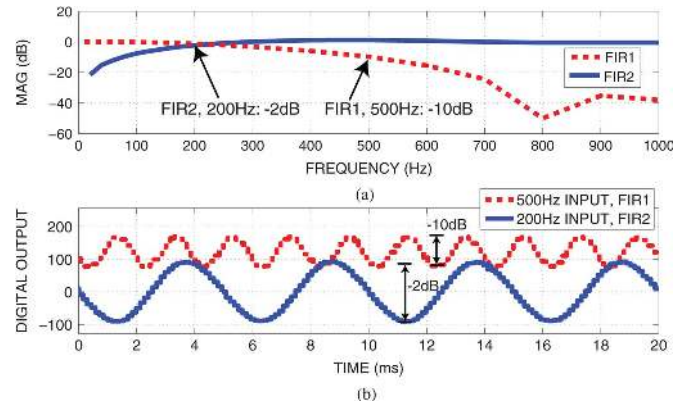 MAG (dB)
20
0
-20
-40
-60
FIR1
FIR2
FIR2, 200Hz: -2dB
FIR1, 500Hz: -10dB
0 100 200 300 400 500 600 700 800 900 1000
FREQUENCY (Hz)
(a)
DIGITAL OUTPUT
200
100
0
-100
500Hz INPUT, FIR1
200Hz INPUT, FIR2
-10dB
-2dB
0 2 4 6 8 10 12 14 16 18 20
TIME (ms)
(b)